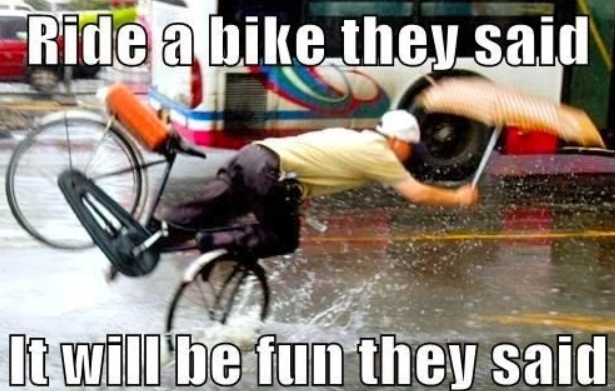 Ride a bike they said
It will be fun they said